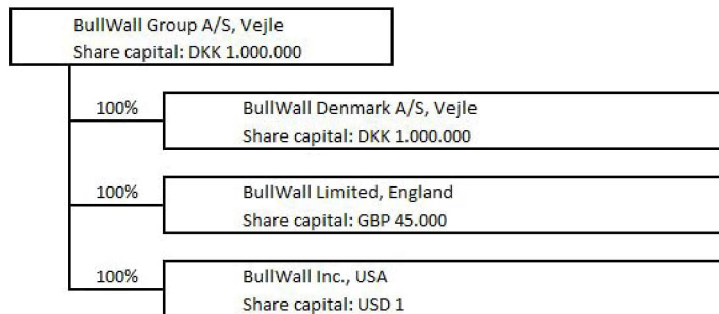 BullWall Group A/S, Vejle
Share capital: DKK 1.000.000
100%
BullWall Denmark A/S, Vejle
Share capital: DKK 1.000.000
100%
BullWall Limited, England
Share capital: GBP 45.000
100%
BullWall Inc., USA
Share capital: USD 1